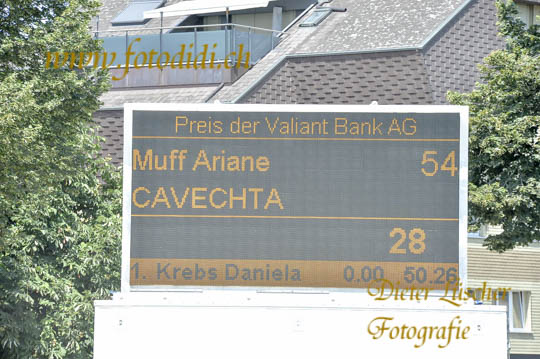 www.fotodidi.ch
Preis der Valiant Bank AG
Muff Ariane 54
CAVECHTA
28
1. Krebs Daniela 0.00 50.26
Dieter Lüscher
Fotografie